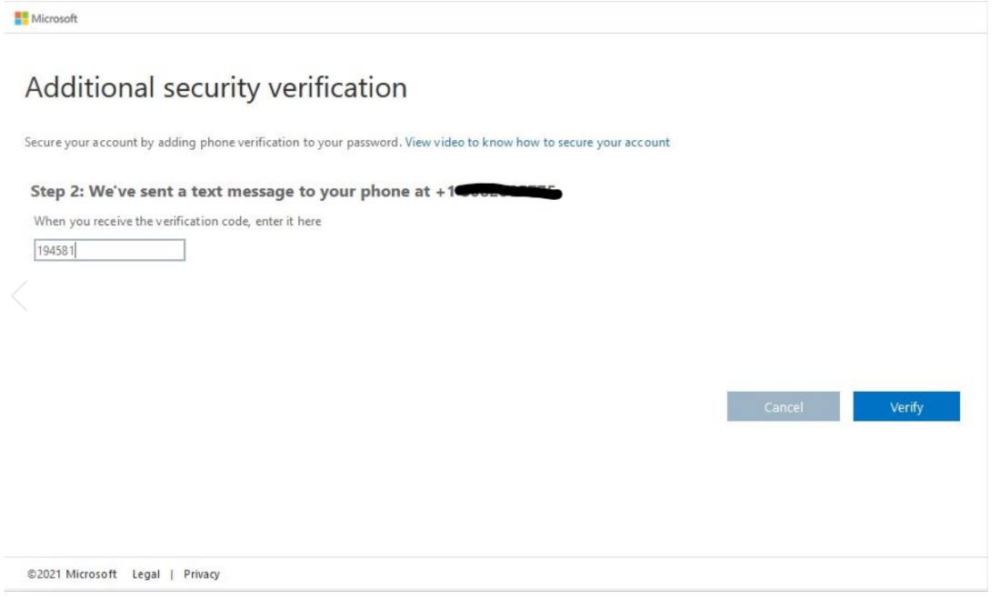 Microsoft
Additional security verification
Secure your account by adding phone verification to your password. View video to know how to secure your account
Step 2: We've sent a text message to your phone at +1
When you receive the verification code, enter it here
194581
Cancel Verify
©2021 Microsoft Legal | Privacy